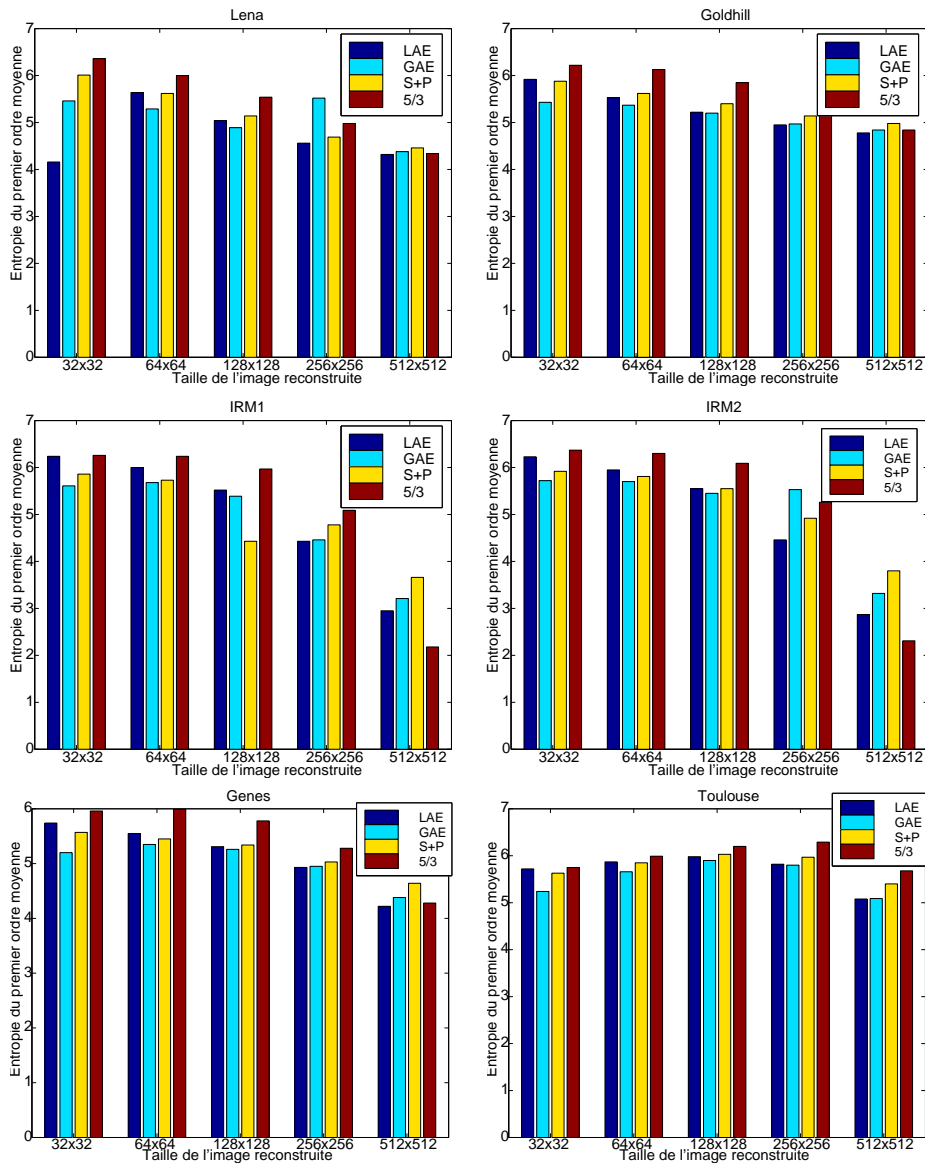 Lena
7
6
5
4
3
2
1
0
Entropie du premier ordre moyenne
LAE
GAE
S+P
5/3
32x32
64x64
128x128
256x256
512x512
Taille de l'image reconstruite
Goldhill
7
6
5
4
3
2
1
0
Entropie du premier ordre moyenne
LAE
GAE
S+P
5/3
32x32
64x64
128x128
256x256
512x512
Taille de l'image reconstruite
IRM1
7
6
5
4
3
2
1
0
Entropie du premier ordre moyenne
LAE
GAE
S+P
5/3
32x32
64x64
128x128
256x256
512x512
Taille de l'image reconstruite
IRM2
7
6
5
4
3
2
1
0
Entropie du premier ordre moyenne
LAE
GAE
S+P
5/3
32x32
64x64
128x128
256x256
512x512
Taille de l'image reconstruite
Genes
6
5
4
3
2
1
0
Entropie du premier ordre moyenne
LAE
GAE
S+P
5/3
32x32
64x64
128x128
256x256
512x512
Taille de l'image reconstruite
Toulouse
7
6
5
4
3
2
1
0
Entropie du premier ordre moyenne
LAE
GAE
S+P
5/3
32x32
64x64
128x128
256x256
512x512
Taille de l'image reconstruite